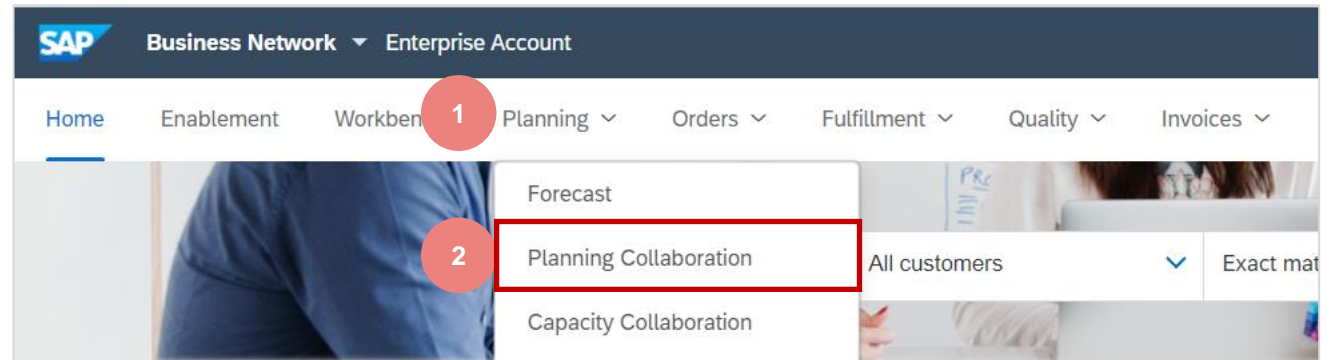 SAP Business Network Enterprise Account
Home Enablement Workben 1 Planning Orders Fulfillment Quality Invoices
Forecast
2 Planning Collaboration All customers Exact mat
Capacity Collaboration